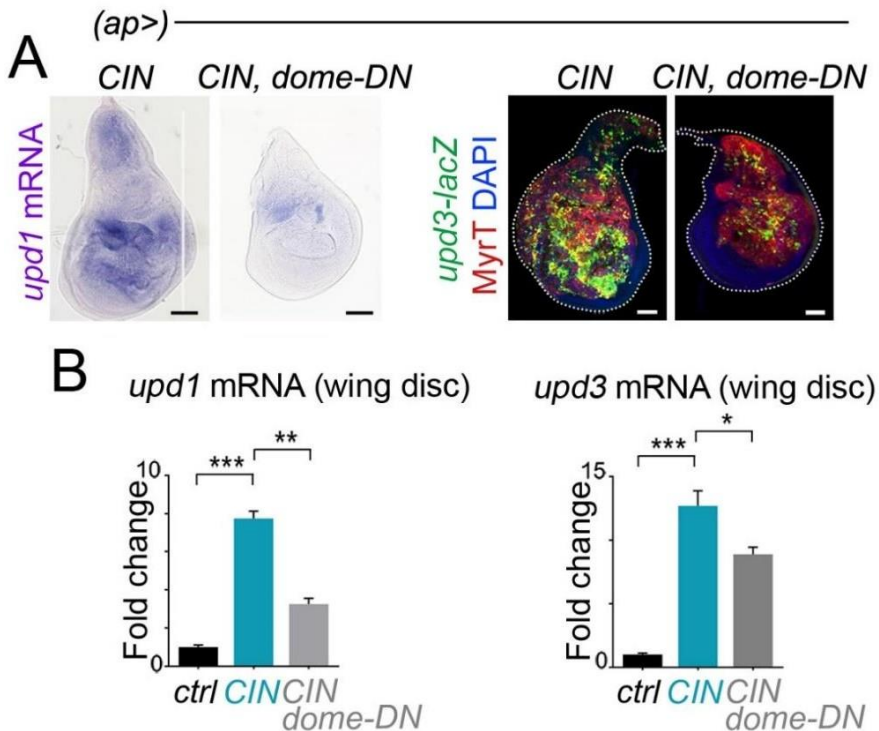 (ap>)
A
CIN
CIN, dome-DN
CIN
CIN, dome-DN
upd1 mRNA
upd3-lacZ
MyrT DAPI
B
upd1 mRNA (wing disc)
upd3 mRNA (wing disc)
***
**
10
Fold change
0
ctrl
CIN
CIN
dome-DN
***
*
15
Fold change
0
ctrl
CIN
CIN
dome-DN